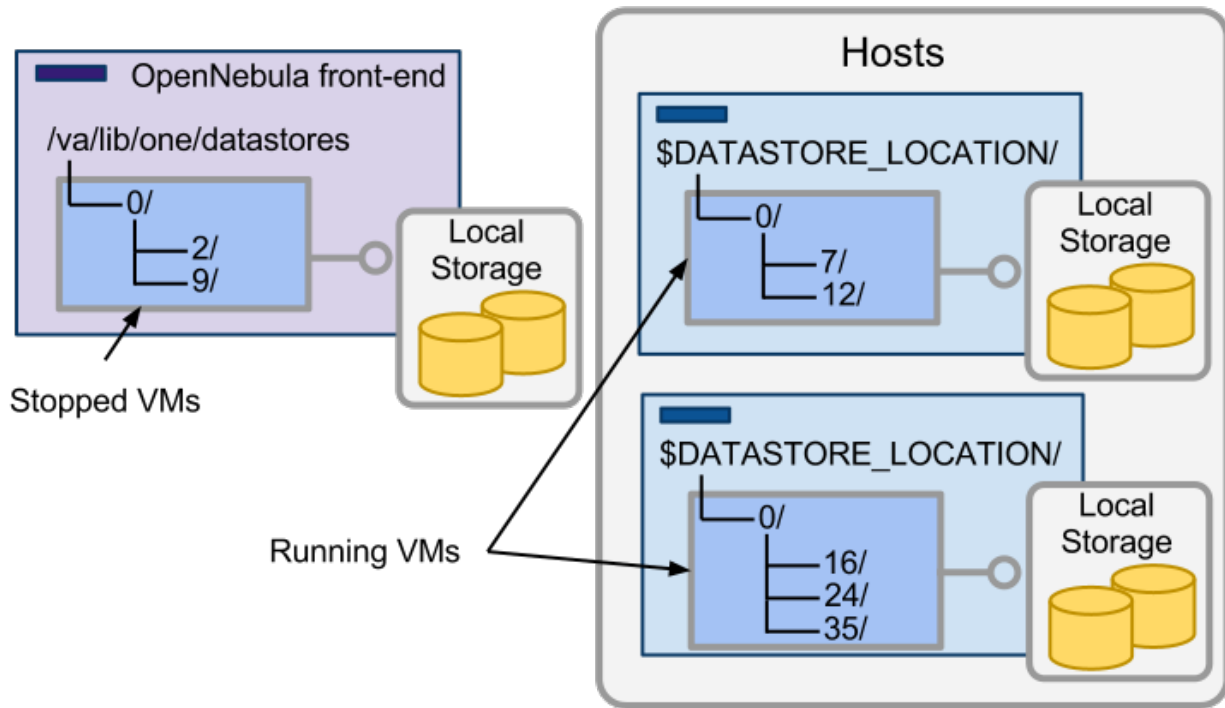 OpenNebula front-end
/va/lib/one/datastores
0/
2/
9/
Local
Storage
Stopped VMs
Hosts
$DATASTORE_LOCATION/
0/
7/
12/
Local
Storage
$DATASTORE_LOCATION/
0/
16/
24/
35/
Local
Storage
Running VMs